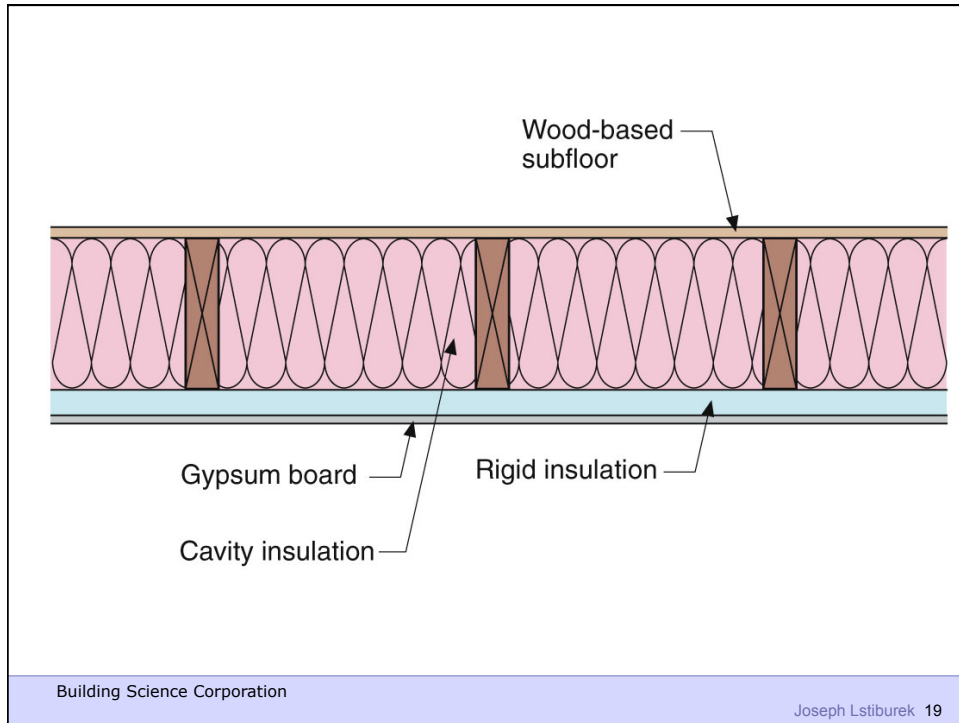 Wood-based
subfloor
Gypsum board
Rigid insulation
Cavity insulation
Building Science Corporation
Joseph Lstiburek 19